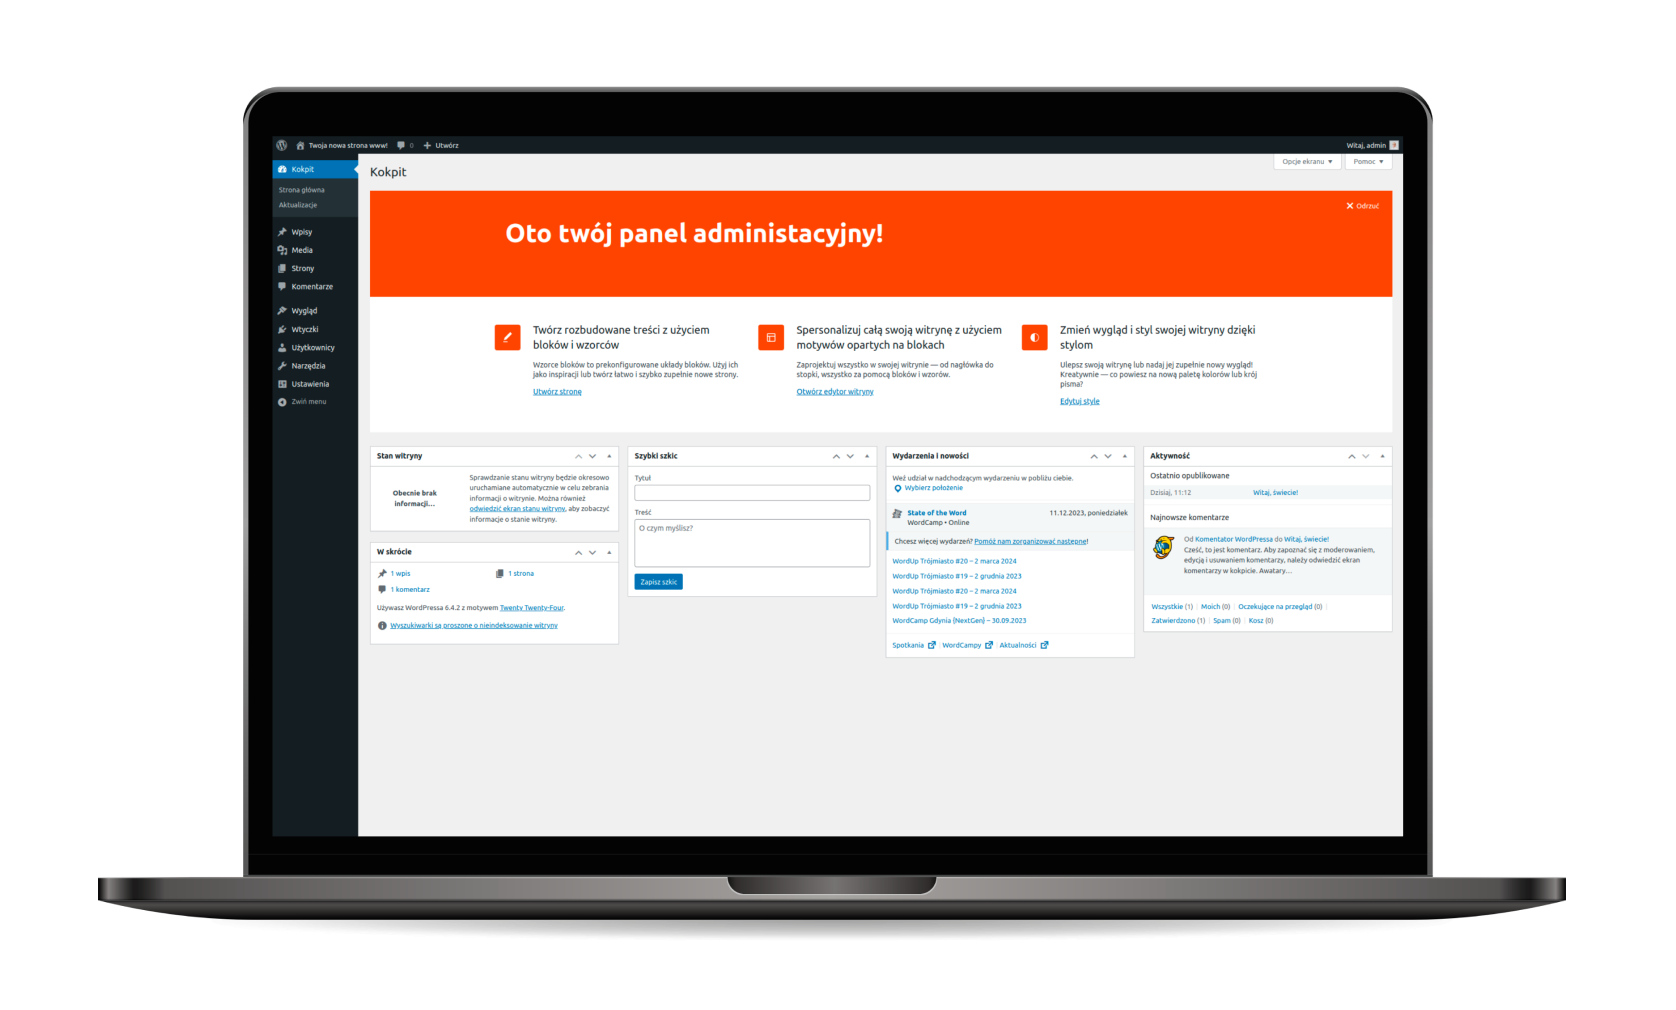 Twoja nowa strona www!
0
Utwórz
Witaj, admin
Kokpit
Strona główna
Aktualizacje
Wpisy
Media
Strony
Komentarze
Wygląd
Wtyczki
Użytkownicy
Narzędzia
Ustawienia
Zwiń menu
Kokpit
Opcje ekranu
Pomoc
Odrzuć
Oto twój panel administacyjny!
Twórz rozbudowane treści z użyciem
bloków i wzorców
Wzorce bloków to prekonfigurowane układy bloków. Użyj ich
jako inspiracji lub twórz łatwo i szybko zupełnie nowe strony.
Utwórz stronę
Spersonalizuj całą swoją witrynę z użyciem
motywów opartych na blokach
Zaprojektuj wszystko w swojej witrynie — od nagłówka do
stopki, wszystko za pomocą bloków i wzorów.
Otwórz edytor witryny
Zmień wygląd i styl swojej witryny dzięki
stylom
Ulepsz swoją witrynę lub nadaj jej zupełnie nowy wygląd!
Kreatywnie — co powiesz na nową paletę kolorów lub krój
pisma?
Edytuj style
Stan witryny
Obecnie brak
informacji...
Sprawdzanie stanu witryny będzie okresowo
uruchamiane automatycznie w celu zebrania
informacji o witrynie. Można również
odwiedzić ekran stanu witryny, aby zobaczyć
informacje o stanie witryny.
W skrócie
1 wpis
1 strona
1 komentarz
Używasz WordPressa 6.4.2 z motywem Twenty Twenty-Four.
Wyszukiwarki są proszone o nieindeksowanie witryny
Szybki szkic
Tytuł
Treść
O czym myślisz?
Zapisz szkic
Wydarzenia i nowości
Weź udział w nadchodzącym wydarzeniu w pobliżu ciebie.
Wybierz położenie
State of the Word
11.12.2023, poniedziałek
WordCamp • Online
Chcesz więcej wydarzeń? Pomóż nam zorganizować następne!
WordUp Trójmiasto #20 – 2 marca 2024
WordUp Trójmiasto #19 – 2 grudnia 2023
WordUp Trójmiasto #20 – 2 marca 2024
WordUp Trójmiasto #19 – 2 grudnia 2023
WordCamp Gdynia (NextGen) – 30.09.2023
Spotkania | WordCampy | Aktualności
Aktywność
Ostatnio opublikowane
Dzisiaj, 11:12
Witaj, świecie!
Najnowsze komentarze
Od Komentator WordPressa do Witaj, świecie!
Cześć, to jest komentarz. Aby zapoznać się z moderowaniem,
edycją i usuwaniem komentarzy, należy odwiedzić ekran
komentarzy w kokpicie. Awatary…
Wszystkie (1) | Moich (0) | Oczekujące na przegląd (0) |
Zatwierdzono (1) | Spam (0) | Kosz (0)